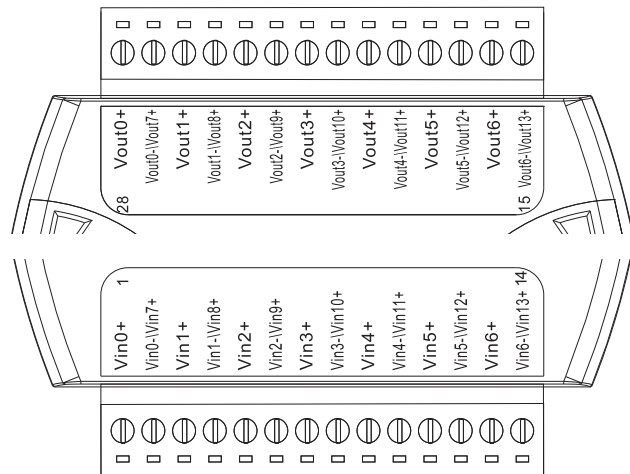 Vout0+
Vout0-\Vout7+
Vout1+
Vout1-\Vout8+
Vout2+
Vout2-\Vout9+
Vout3+
Vout3-\Vout10+
Vout4+
Vout4-\Vout11+
Vout5+
Vout5-\Vout12+
Vout6+
Vout6-\Vout13+
28
15
1
14
Vin0+
Vin0-\Vin7+
Vin1+
Vin1-\Vin8+
Vin2+
Vin2-\Vin9+
Vin3+
Vin3-\Vin10+
Vin4+
Vin4-\Vin11+
Vin5+
Vin5-\Vin12+
Vin6+
Vin6-\Vin13+